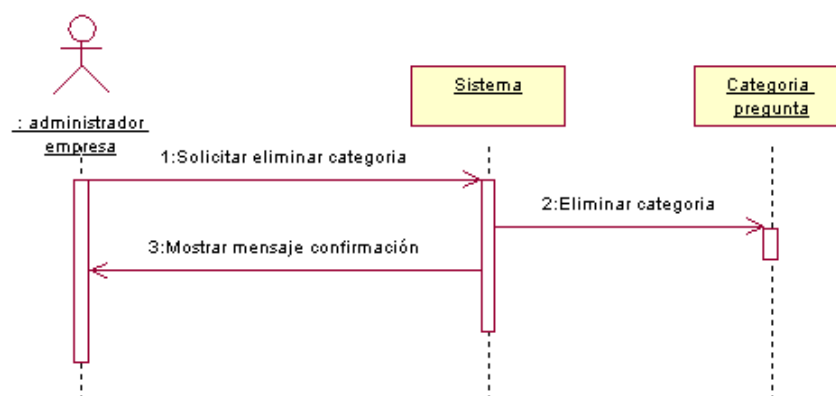 : administrador
empresa
Sistema
Categoria
pregunta
1:Solicitar eliminar categoria
2:Eliminar categoria
3:Mostrar mensaje confirmación